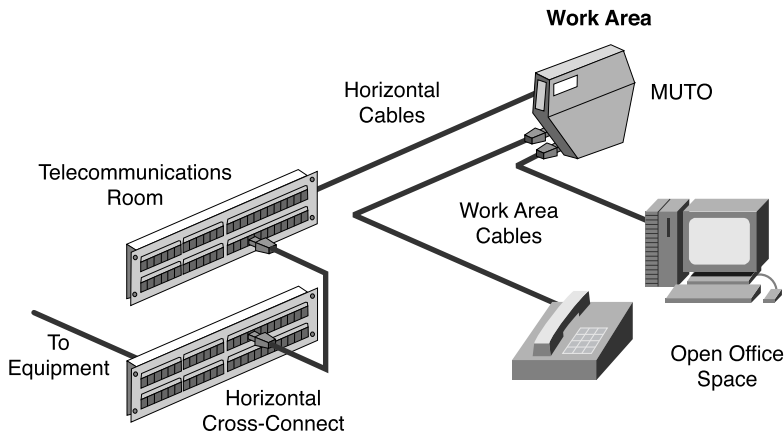 Work Area
MUTO
Horizontal
Cables
Telecommunications
Room
Work Area
Cables
To
Equipment
Horizontal
Cross-Connect
Open Office
Space